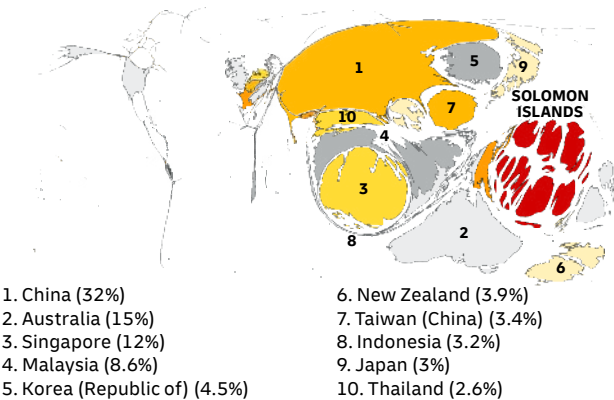 1
5
9
SOLOMON
ISLANDS
7
10
4
3
2
8
6
1. China (32%)
2. Australia (15%)
3. Singapore (12%)
4. Malaysia (8.6%)
5. Korea (Republic of) (4.5%)
6. New Zealand (3.9%)
7. Taiwan (China) (3.4%)
8. Indonesia (3.2%)
9. Japan (3%)
10. Thailand (2.6%)